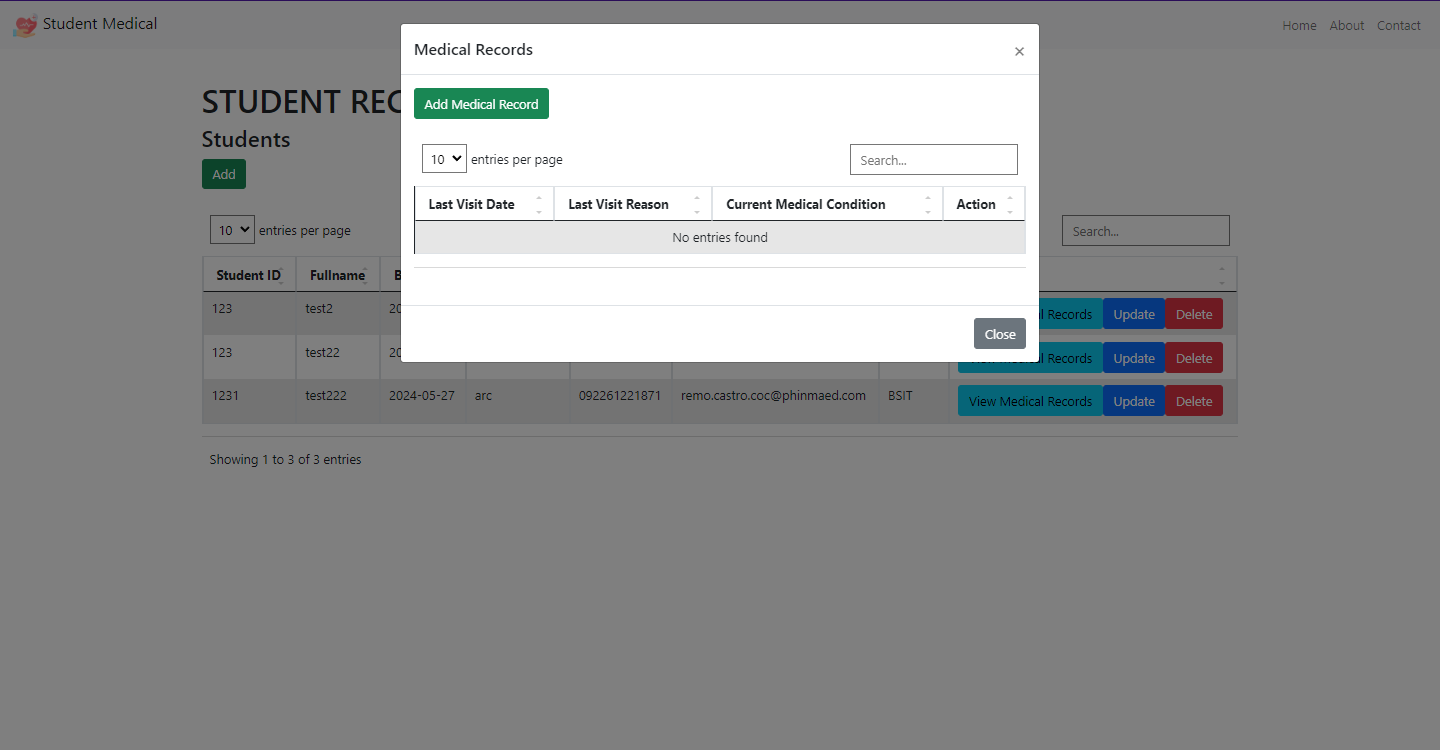 Student Medical
Home About Contact
Medical Records
×
Add Medical Record
10 entries per page
Search...
Last Visit Date Last Visit Reason Current Medical Condition Action
No entries found
Close
STUDENT REC
Students
Add
10 entries per page
Search...
Student ID Fullname B
123 test2 20 l Records Update Delete
123 test22 20 View Medical Records Update Delete
1231 test222 2024-05-27 arc 092261221871 remo.castro.coc@phinmaed.com BSIT View Medical Records Update Delete
Showing 1 to 3 of 3 entries